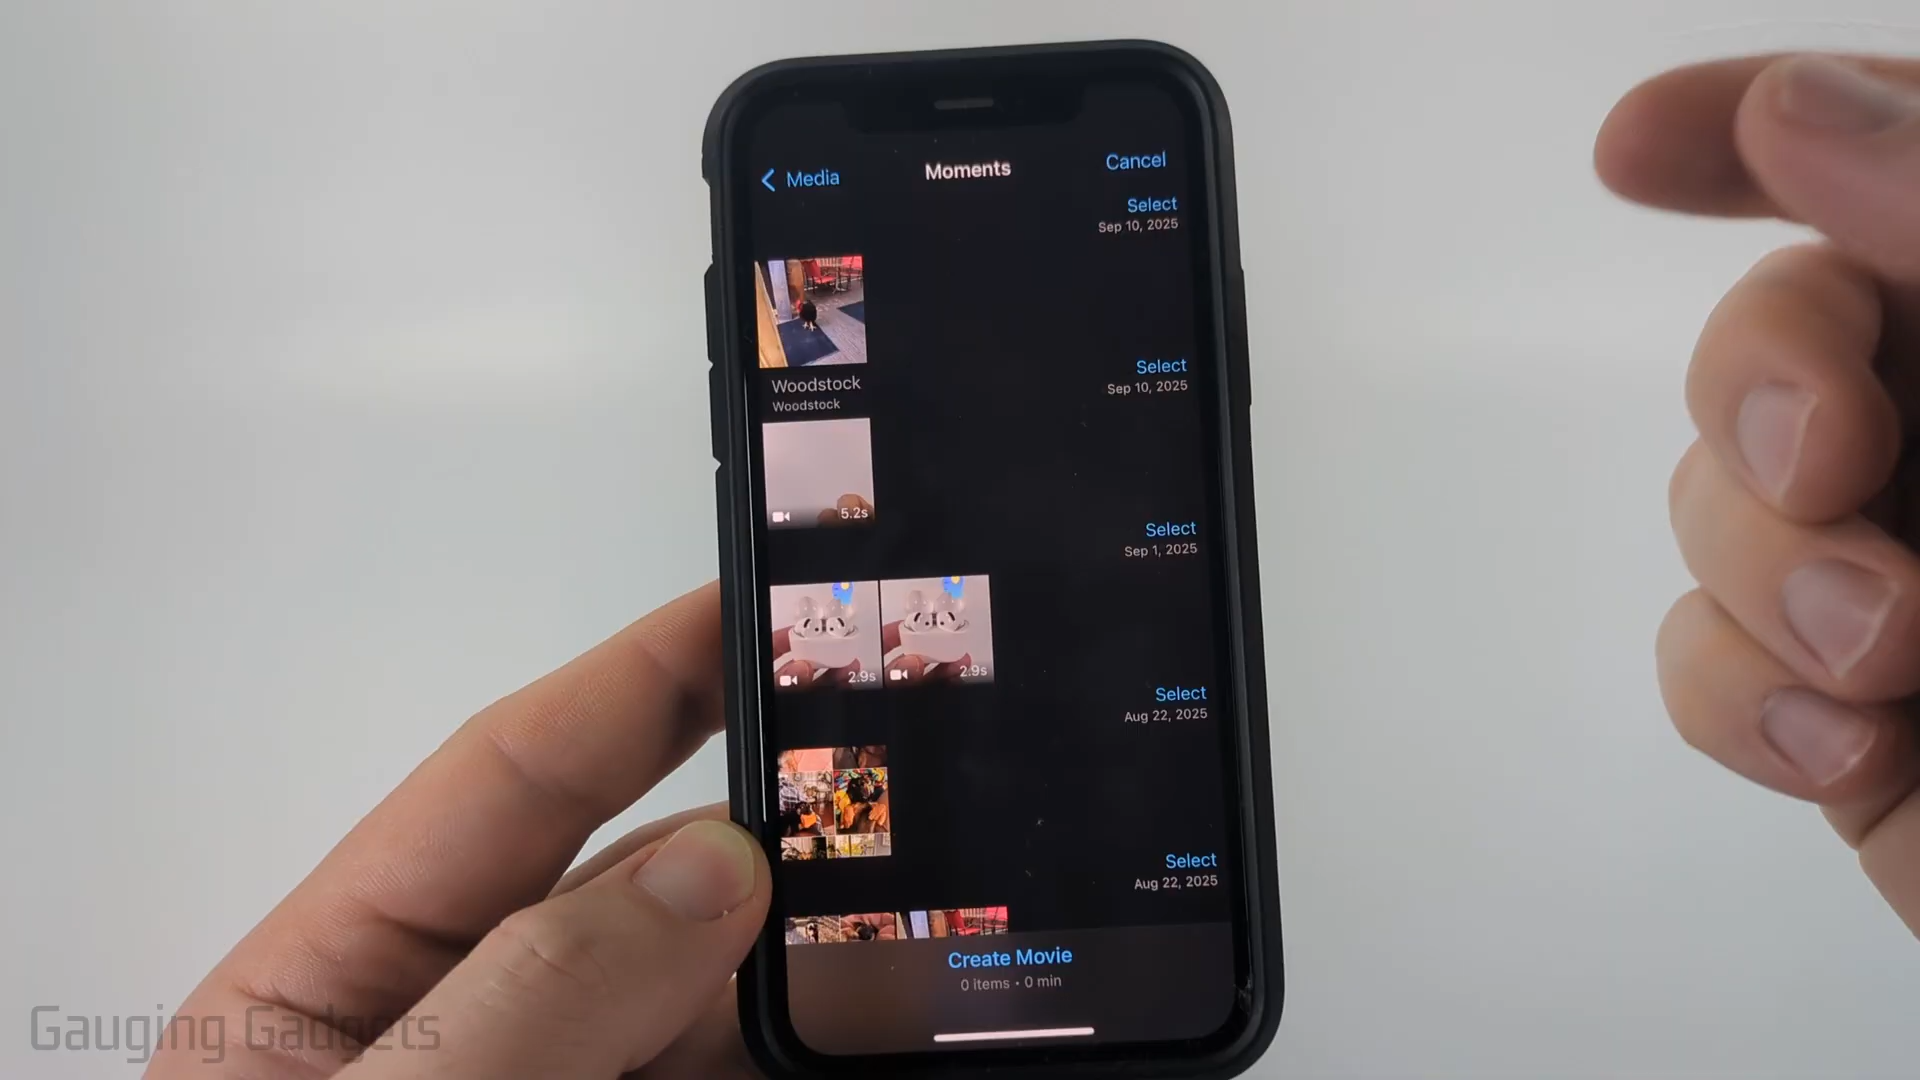 Media
Moments
Cancel
Select
Sep 10, 2025
Select
Sep 10, 2025
Woodstock
Woodstock
5.2s
Select
Sep 1, 2025
2.9s
2.9s
Select
Aug 22, 2025
Select
Aug 22, 2025
Create Movie
0 items • 0 min
Gauging Gadgets